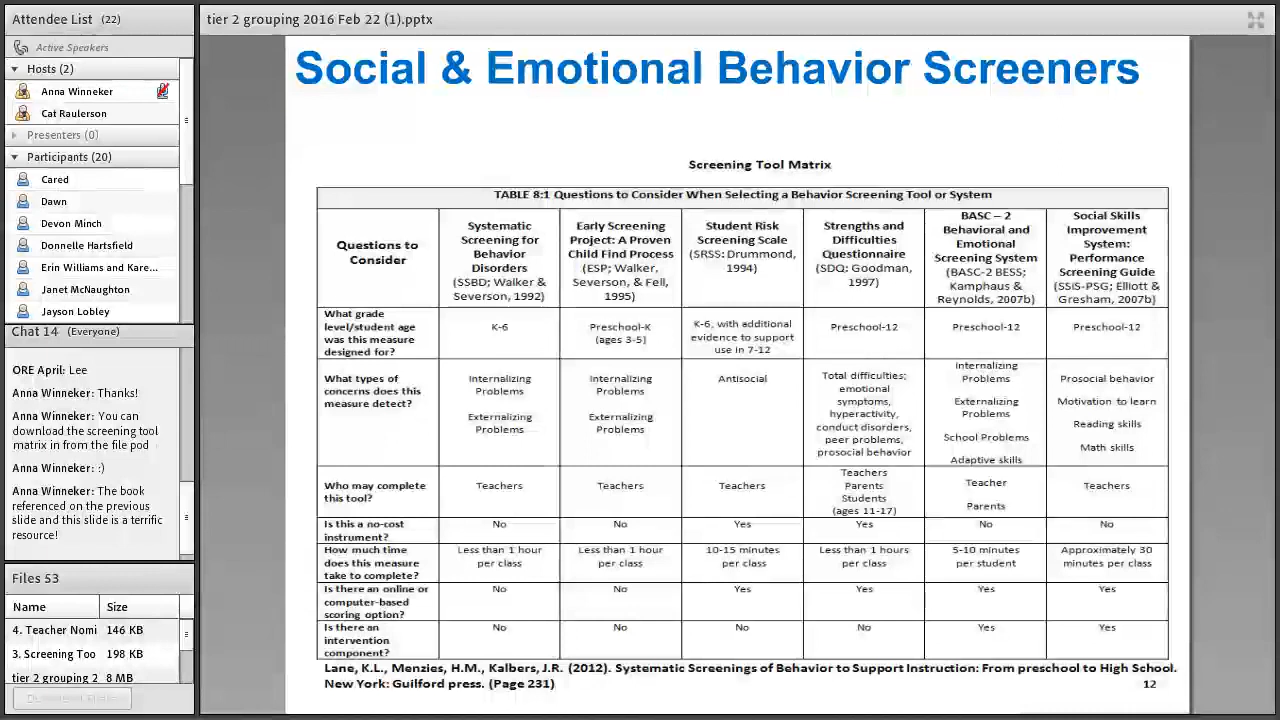 Attendee List (22)
Active Speakers
Hosts (2)
Anna Winneker
Cat Raulerson
Presenters (0)
Participants (20)
Cared
Dawn
Devon Minch
Donnelle Hartsfield
Erin Williams and Kare...
Janet McNaughton
Jayson Lobley
Chat 14 (Everyone)
ORE April: Lee
Anna Winneker: Thanks!
Anna Winneker: You can
download the screening tool
matrix in from the file pod
Anna Winneker: :)
Anna Winneker: The book
referenced on the previous
slide and this slide is a terrific
resource!
Files 53
Name Size
4. Teacher Nomi 146 KB
3. Screening Too 198 KB
tier 2 grouping 2 8 MB
tier 2 grouping 2016 Feb 22 (1).pptx
Social & Emotional Behavior Screeners
Screening Tool Matrix
TABLE 8:1 Questions to Consider When Selecting a Behavior Screening Tool or System
Questions to
Consider
Systematic
Screening for
Behavior
Disorders
(SSBD; Walker &
Severson, 1992)
Early Screening
Project: A Proven
Child Find Process
(ESP; Walker,
Severson, & Fell,
1995)
Student Risk
Screening Scale
(SRSS: Drummond,
1994)
Strengths and
Difficulties
Questionnaire
(SDQ: Goodman,
1997)
BASC – 2
Behavioral and
Emotional
Screening System
(BASC-2 BESS;
Kamphaus &
Reynolds, 2007b)
Social Skills
Improvement
System:
Performance
Screening Guide
(SSiS-PSG; Elliott &
Gresham, 2007b)
What grade
level/student age
was this measure
designed for?
K-6
Preschool-K
(ages 3-5)
K-6, with additional
evidence to support
use in 7-12
Preschool-12
Preschool-12
Preschool-12
What types of
concerns does this
measure detect?
Internalizing
Problems
Externalizing
Problems
Internalizing
Problems
Externalizing
Problems
Antisocial
Total difficulties;
emotional
symptoms,
hyperactivity,
conduct disorders,
peer problems,
prosocial behavior
Internalizing
Problems
Externalizing
Problems
School Problems
Adaptive skills
Prosocial behavior
Motivation to learn
Reading skills
Math skills
Who may complete
this tool?
Teachers
Teachers
Teachers
Teachers
Parents
Students
(ages 11-17)
Teacher
Parents
Teachers
Is this a no-cost
instrument?
No
No
Yes
Yes
No
No
How much time
does this measure
take to complete?
Less than 1 hour
per class
Less than 1 hour
per class
10-15 minutes
per class
Less than 1 hours
per class
5-10 minutes
per student
Approximately 30
minutes per class
Is there an online or
computer-based
scoring option?
No
No
Yes
Yes
Yes
Yes
Is there an
intervention
component?
No
No
No
No
Yes
Yes
Lane, K.L., Menzies, H.M., Kalbers, J.R. (2012). Systematic Screenings of Behavior to Support Instruction: From preschool to High School.
New York: Guilford press. (Page 231)
12